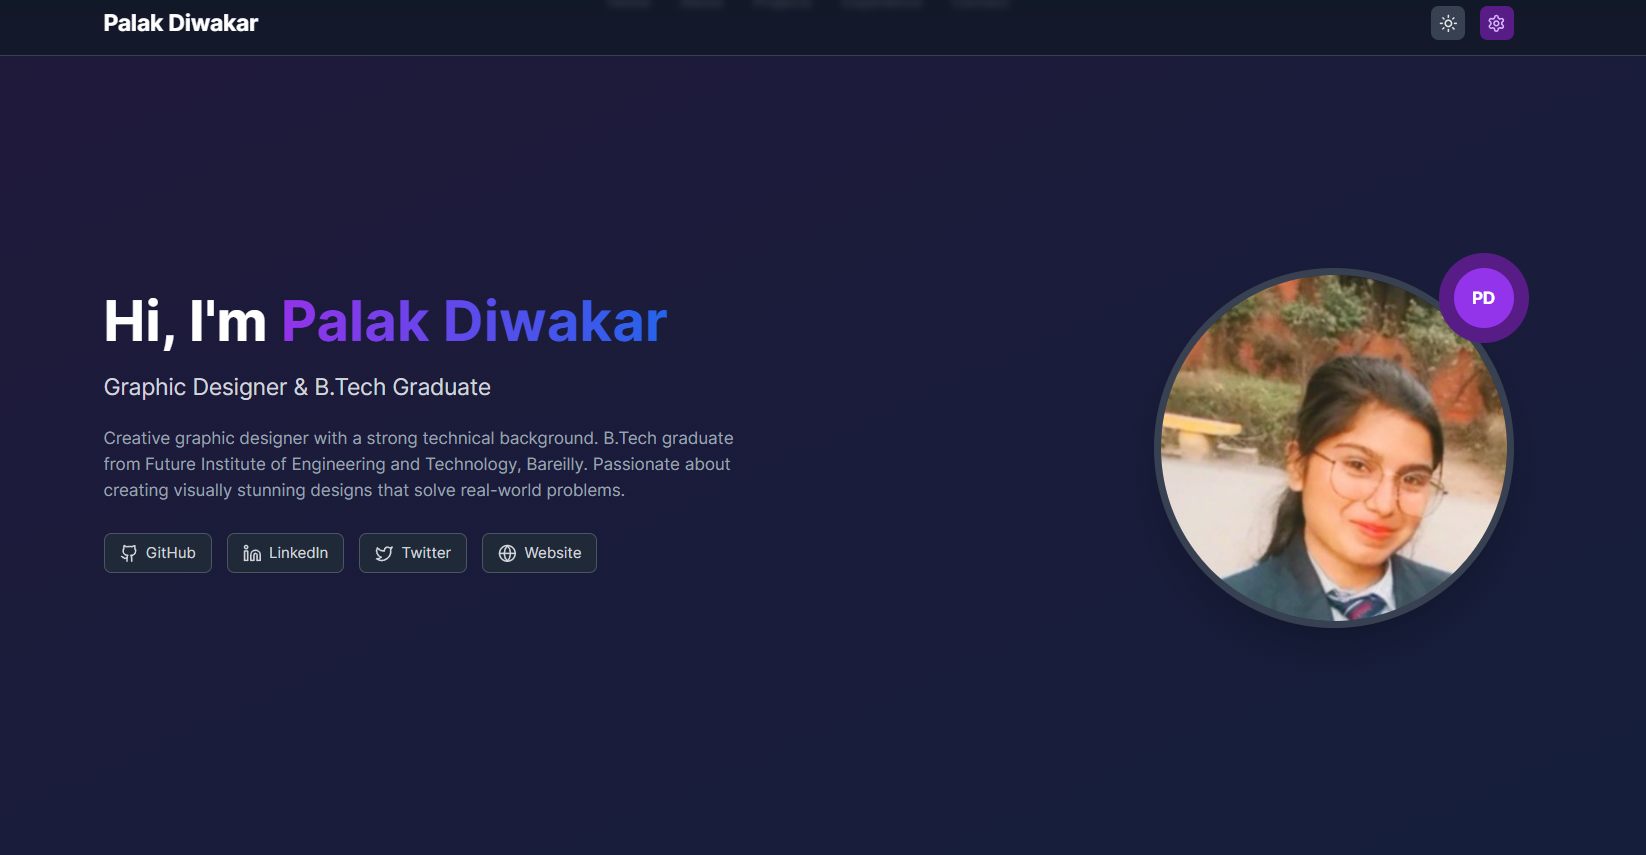 Palak Diwakar
PD
Hi, I'm Palak Diwakar
Graphic Designer & B.Tech Graduate
Creative graphic designer with a strong technical background. B.Tech graduate
from Future Institute of Engineering and Technology, Bareilly. Passionate about
creating visually stunning designs that solve real-world problems.
GitHub LinkedIn Twitter Website